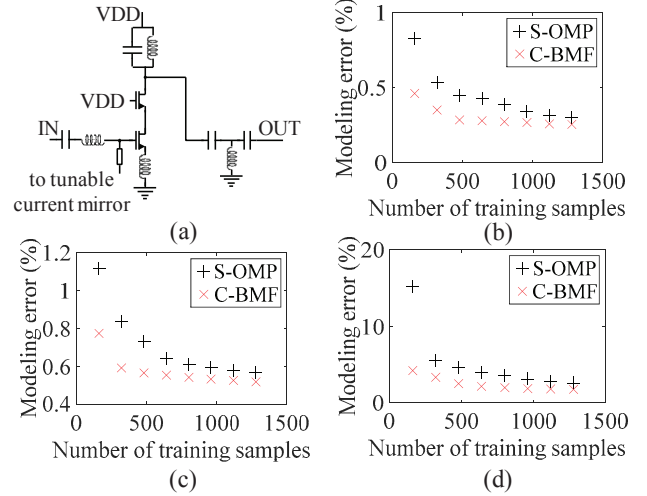 VDD
VDD
IN
OUT
to tunable
current mirror
(a)
Modeling error (%)
1
0.5
0
S-OMP
C-BMF
0 500 1000 1500
Number of training samples
(b)
Modeling error (%)
1.2
1
0.8
0.6
0.4
S-OMP
C-BMF
0 500 1000 1500
Number of training samples
(c)
Modeling error (%)
20
10
0
S-OMP
C-BMF
0 500 1000 1500
Number of training samples
(d)